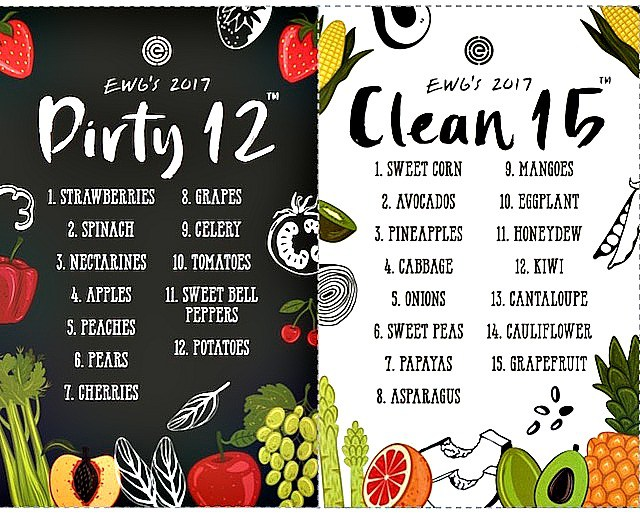 EWG's 2017
Dirty 12™
1. STRAWBERRIES
2. SPINACH
3. NECTARINES
4. APPLES
5. PEACHES
6. PEARS
7. CHERRIES
8. GRAPES
9. CELERY
10. TOMATOES
11. SWEET BELL
PEPPERS
12. POTATOES
e
EWG's 2017
Clean 15™
1. SWEET CORN
2. AVOCADOS
3. PINEAPPLES
4. CABBAGE
5. ONIONS
6. SWEET PEAS
7. PAPAYAS
8. ASPARAGUS
9. MANGOES
10. EGGPLANT
11. HONEYDEW
12. KIWI
13. CANTALOUPE
14. CAULIFLOWER
15. GRAPEFRUIT